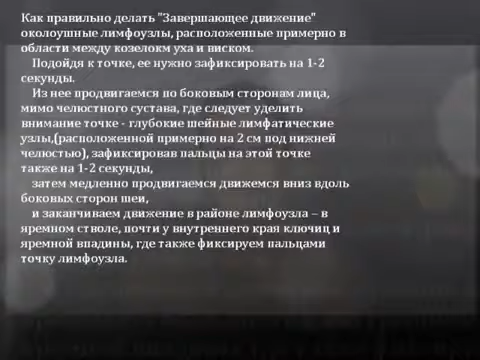 Как правильно делать "Завершающее движение"
околоушные лимфоузлы, расположенные примерно в
области между козелокм уха и виском.
Подойдя к точке, ее нужно зафиксировать на 1-2
секунды.
Из нее продвигаемся по боковым сторонам лица,
мимо челюстного сустава, где следует уделить
внимание точке - глубокие шейные лимфатические
узлы,(расположенной примерно на 2 см под нижней
челюстью), зафиксировав пальцы на этой точке
также на 1-2 секунды,
затем медленно продвигаемся движемся вниз вдоль
боковых сторон шеи,
и заканчиваем движение в районе лимфоузла – в
яремном стволе, почти у внутреннего края ключиц и
яремной впадины, где также фиксируем пальцами
точку лимфоузла.